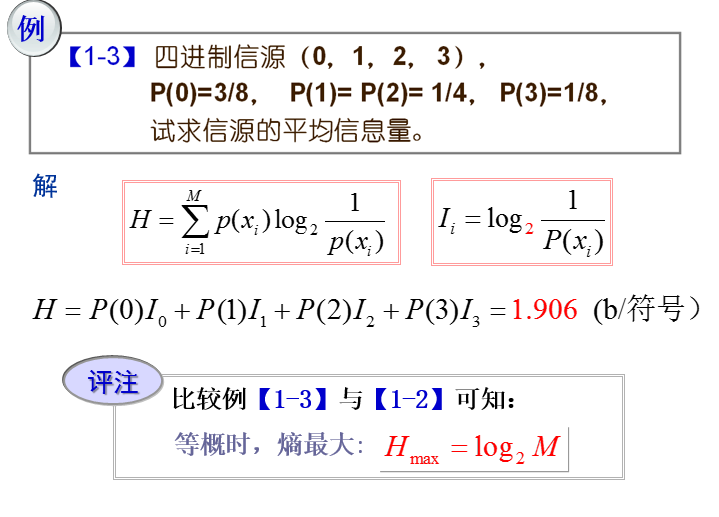 例
【1-3】 四进制信源（0，1，2，3），
P(0)=3/8， P(1)= P(2)= 1/4， P(3)=1/8，
试求信源的平均信息量。
解
H = \sum_{i=1}^{M} p(x_i) log_2 \frac{1}{p(x_i)}
I_i = log_2 \frac{1}{P(x_i)}
H = P(0)I_0 + P(1)I_1 + P(2)I_2 + P(3)I_3 = 1.906 (b/符号）
评注
比较例【1-3】与【1-2】可知：
等概时，熵最大: H_max = log_2 M